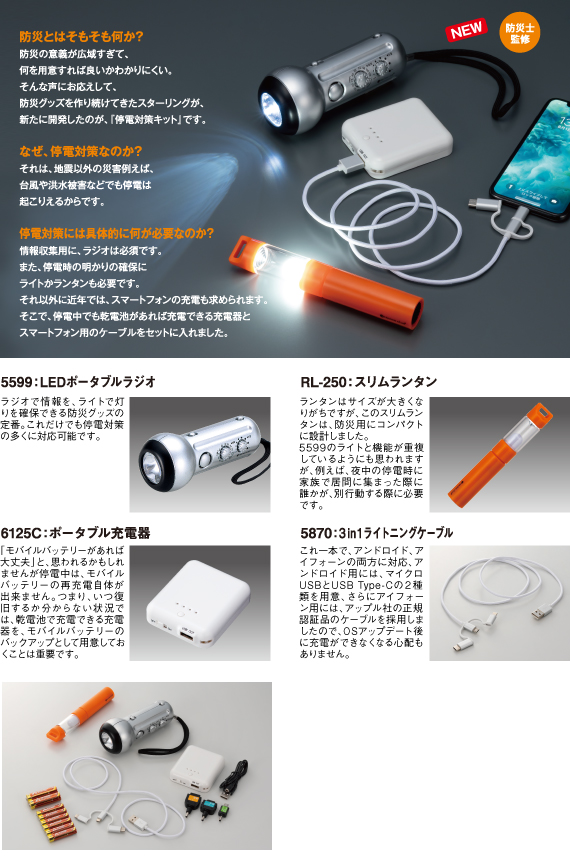 防災とはそもそも何か?
防災の意義が広域すぎて、
何を用意すれば良いかわかりにくい。
そんな声にお応えして、
防災グッズを作り続けてきたスターリングが、
新たに開発したのが、『停電対策キット』です。
なぜ、停電対策なのか?
それは、地震以外の災害例えば、
台風や洪水被害などでも停電は
起こりえるからです。
停電対策には具体的に何が必要なのか?
情報収集用に、ラジオは必須です。
また、停電時の明かりの確保に
ライトかランタンも必要です。
それ以外に近年では、スマートフォンの充電も求められます。
そこで、停電中でも乾電池があれば充電できる充電器と
スマートフォン用のケーブルをセットに入れました。
NEW
防災士
監修
5599:LEDポータブルラジオ
ラジオで情報を、ライトで灯
りを確保できる防災グッズの
定番。これだけでも停電対策
の多くに対応可能です。
RL-250:スリムランタン
ランタンはサイズが大きくな
りがちですが、このスリムラン
タンは、防災用にコンパクト
に設計しました。
5599のライトと機能が重複
しているようにも思われます
が、例えば、夜中の停電時に
家族で居間に集まった際に
誰かが、別行動する際に必要
です。
6125C:ポータブル充電器
「モバイルバッテリーがあれば
大丈夫」と、思われるかもしれ
ませんが停電中は、モバイル
バッテリーの再充電自体が
出来ません。つまり、いつ復
旧するか分からない状況で
は、乾電池で充電できる充電
器を、モバイルバッテリーの
バックアップとして用意してお
くことは重要です。
5870:3in1ライトニングケーブル
これ一本で、アンドロイド、ア
イフォーンの両方に対応、ア
ンドロイド用には、マイクロ
USBとUSB Type-Cの2種
類を用意、さらにアイフォー
ン用には、アップル社の正規
認証品のケーブルを採用しま
したので、OSアップデート後
に充電ができなくなる心配も
ありません。